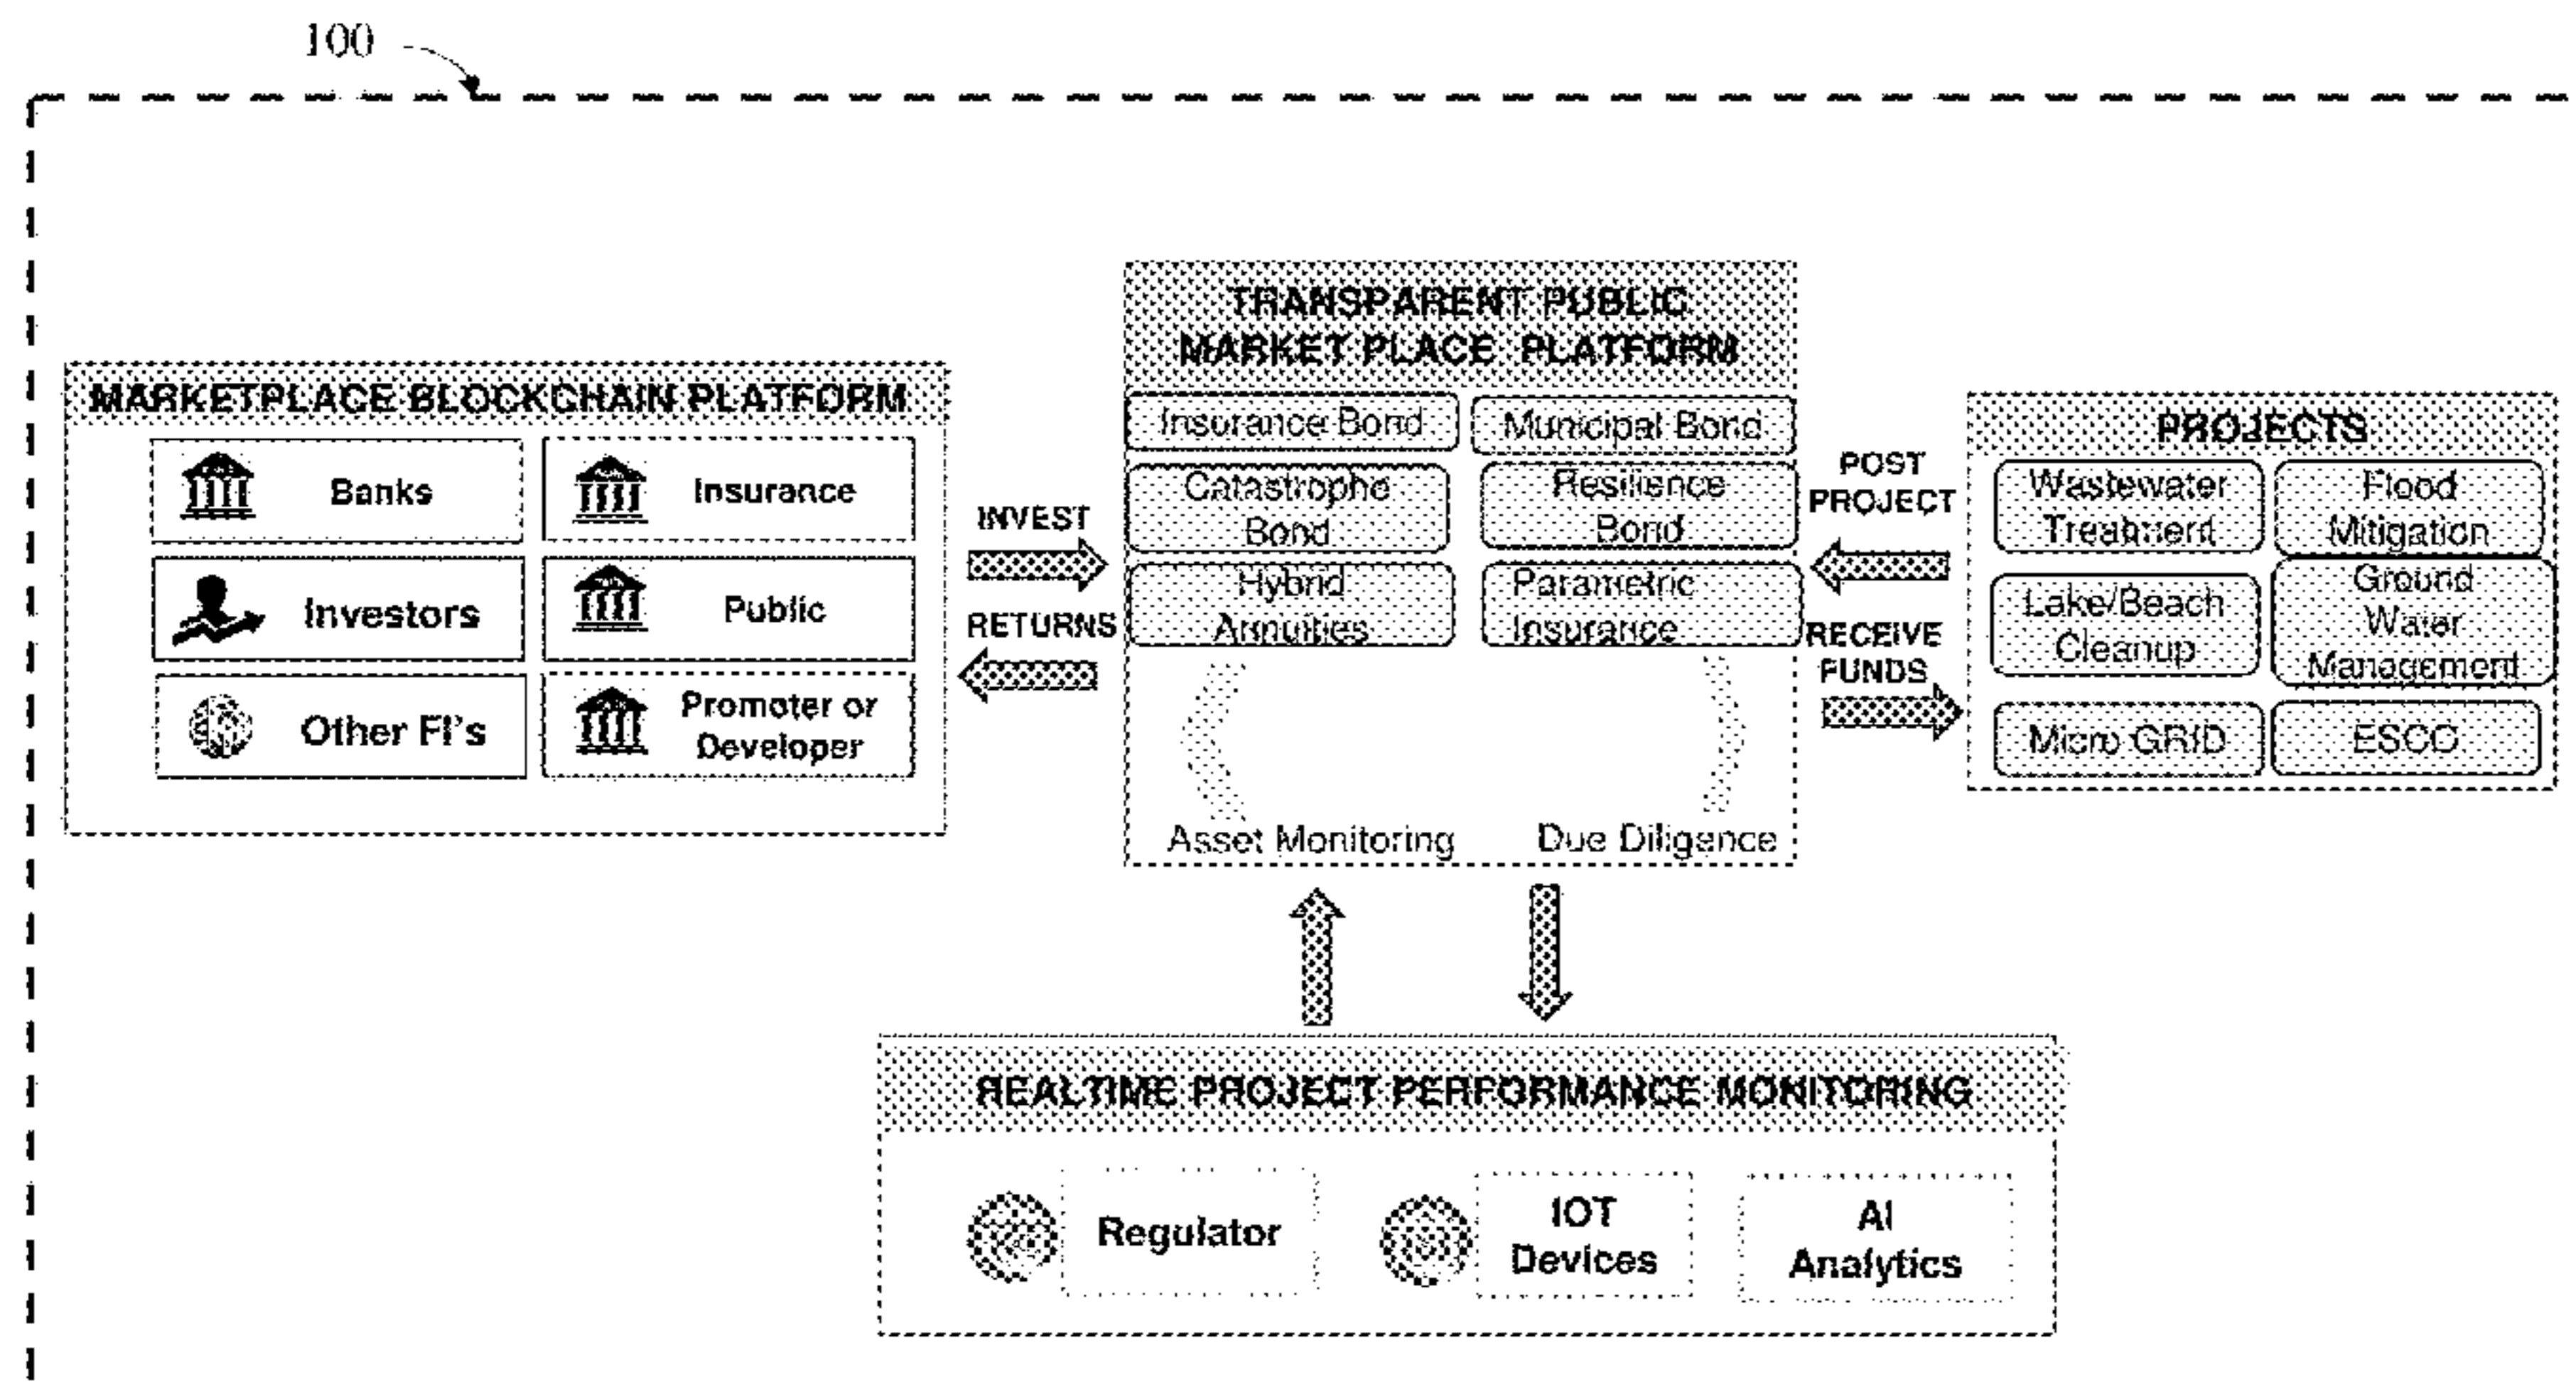 100
MARKETPLACE BLOCKCHAIN PLATFORM
Banks
Insurance
Investors
Public
Other FI's
Promoter or
Developer
INVEST
RETURNS
TRANSPARENT PUBLIC
MARKET PLACE PLATFORM
Insurance Bond
Municipal Bond
Catastrophe
Bond
Resilience
Bond
Hybrid
Annuities
Parametric
Insurance
Asset Monitoring
Due Diligence
POST
PROJECT
RECEIVE
FUNDS
PROJECTS
Wastewater
Treatment
Flood
Mitigation
Lake/Beach
Cleanup
Ground
Water
Management
Micro GRID
ESCO
REALTIME PROJECT PERFORMANCE MONITORING
Regulator
IOT
Devices
AI
Analytics